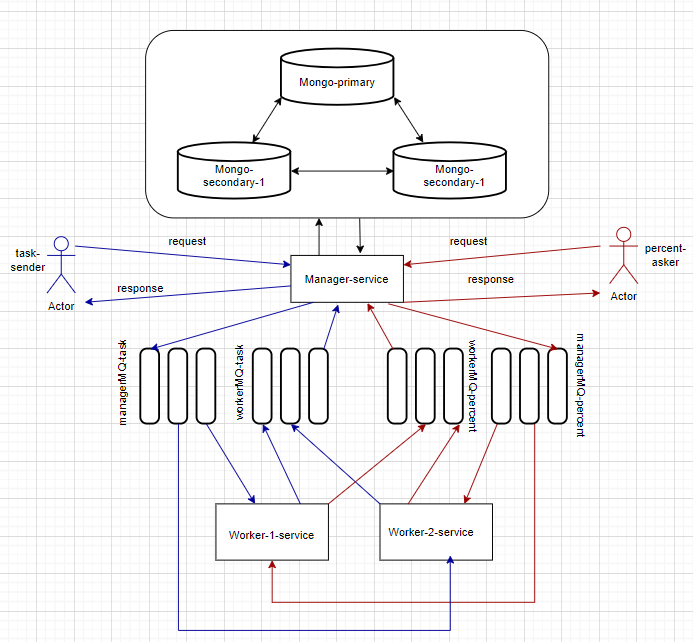 Mongo-primary
Mongo-
secondary-1
Mongo-
secondary-1
task-
sender
request
request
percent-
asker
Manager-service
response
response
Actor
Actor
managerMQ-task
workerMQ-task
workerMQ-percent
managerMQ-percent
Worker-1-service
Worker-2-service